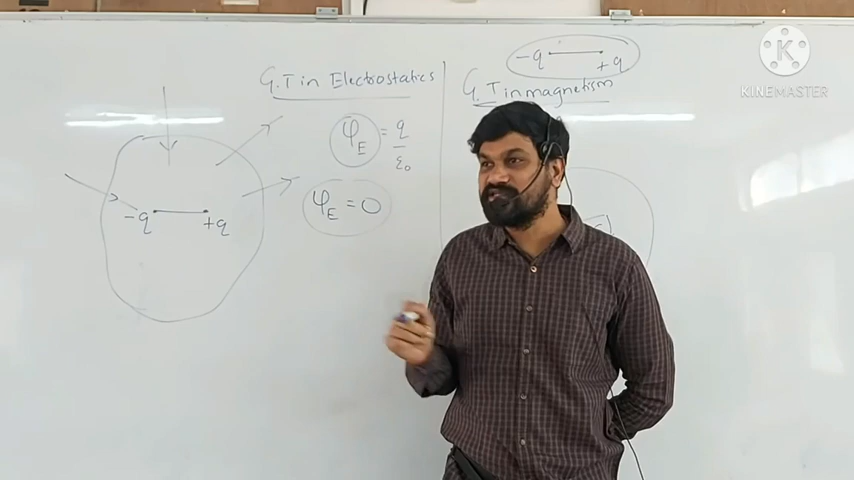 G.T in Electrostatics
φE = q/ε0
φE = 0
-q +q
-q +q
G.T in magnetism
KINEMASTER